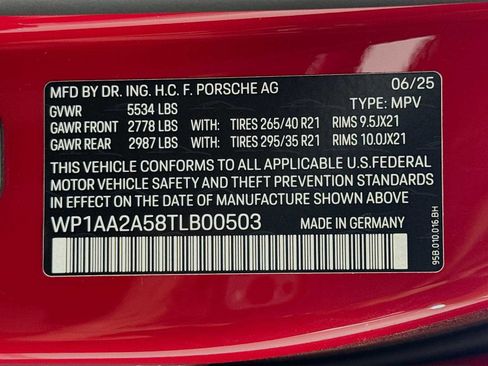 MFD BY DR. ING. H.C. F. PORSCHE AG 06/25
GVWR 5534 LBS TYPE: MPV
GAWR FRONT 2778 LBS WITH: TIRES 265/40 R21 RIMS 9.5JX21
GAWR REAR 2987 LBS WITH: TIRES 295/35 R21 RIMS 10.0JX21
THIS VEHICLE CONFORMS TO ALL APPLICABLE U.S.FEDERAL
MOTOR VEHICLE SAFETY AND THEFT PREVENTION STANDARDS
IN EFFECT ON THE DATE OF MANUFACTURE SHOWN ABOVE
WP1AA2A58TLB00503 MADE IN GERMANY
95B.010.016.BH